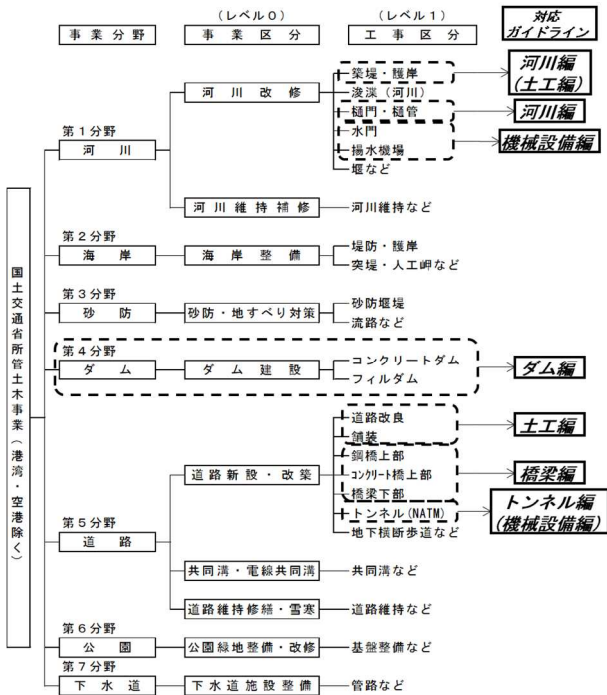 （レベル０）
（レベル１）
対応
ガイドライン
事業分野
事業区分
工事区分
築堤・護岸
河川編
（土工編）
河川改修
浚渫（河川）
樋門・樋管
河川編
第１分野
水門
河川
揚水機場
機械設備編
堰など
河川維持補修
河川維持など
第２分野
堤防・護岸
海岸
海岸整備
突堤・人工岬など
第３分野
砂防堰堤
砂防
砂防・地すべり対策
流路など
第４分野
コンクリートダム
ダム
ダム建設
フィルダム
ダム編
国土交通省所管土木事業（港湾・空港除く）
道路改良
舗装
土工編
鋼橋上部
道路新設・改築
ｺﾝｸﾘｰﾄ橋上部
橋梁編
橋梁下部
第５分野
トンネル(NATM)
トンネル編
(機械設備編)
道路
地下横断歩道など
共同溝・電線共同溝
共同溝など
道路維持修繕・雪寒
道路維持など
第６分野
公園
公園緑地整備・改修
基盤整備など
第７分野
下水道
下水道施設整備
管路など